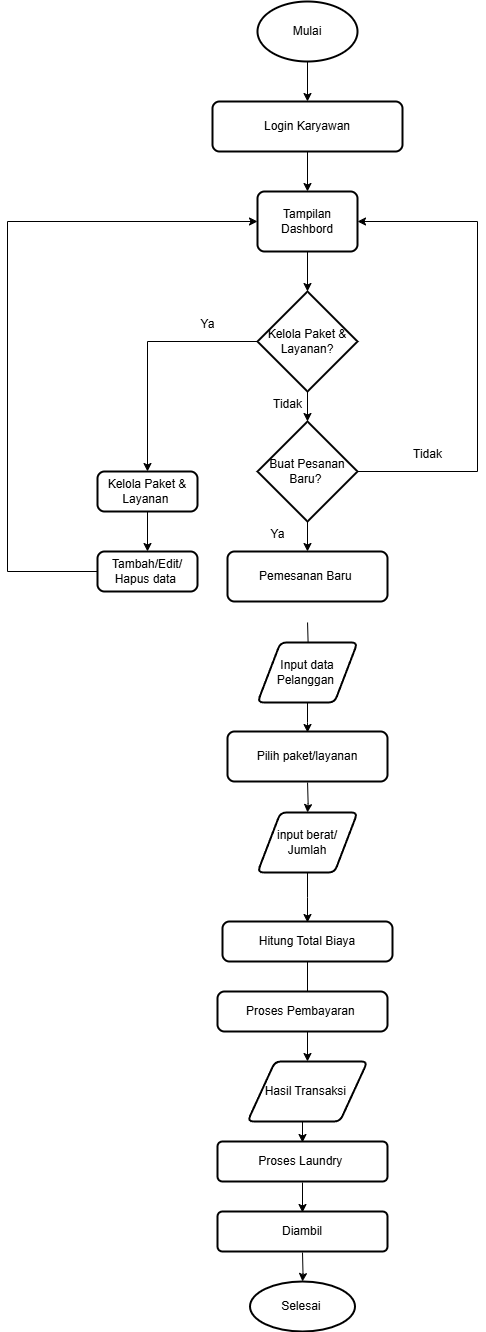 Mulai
Login Karyawan
Tampilan
Dashbord
Kelola Paket &
Layanan?
Ya
Tidak
Buat Pesanan
Baru?
Tidak
Kelola Paket &
Layanan
Ya
Tambah/Edit/
Hapus data
Pemesanan Baru
Input data
Pelanggan
Pilih paket/layanan
input berat/
Jumlah
Hitung Total Biaya
Proses Pembayaran
Hasil Transaksi
Proses Laundry
Diambil
Selesai